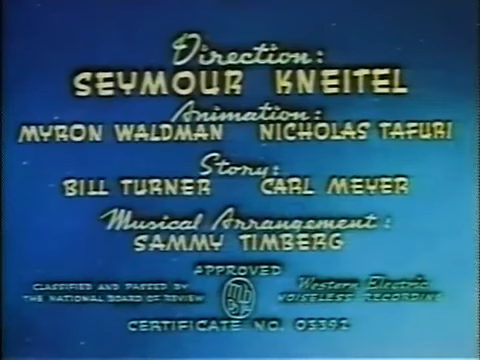 Direction:
SEYMOUR KNEITEL
Animation:
MYRON WALDMAN NICHOLAS TAFURI
Story:
BILL TURNER CARL MEYER
Musical Arrangement:
SAMMY TIMBERG
APPROVED
CLASSIFIED AND PASSED BY
THE NATIONAL BOARD OF REVIEW
Western Electric
NOISELESS RECORDING
CERTIFICATE NO. 03392